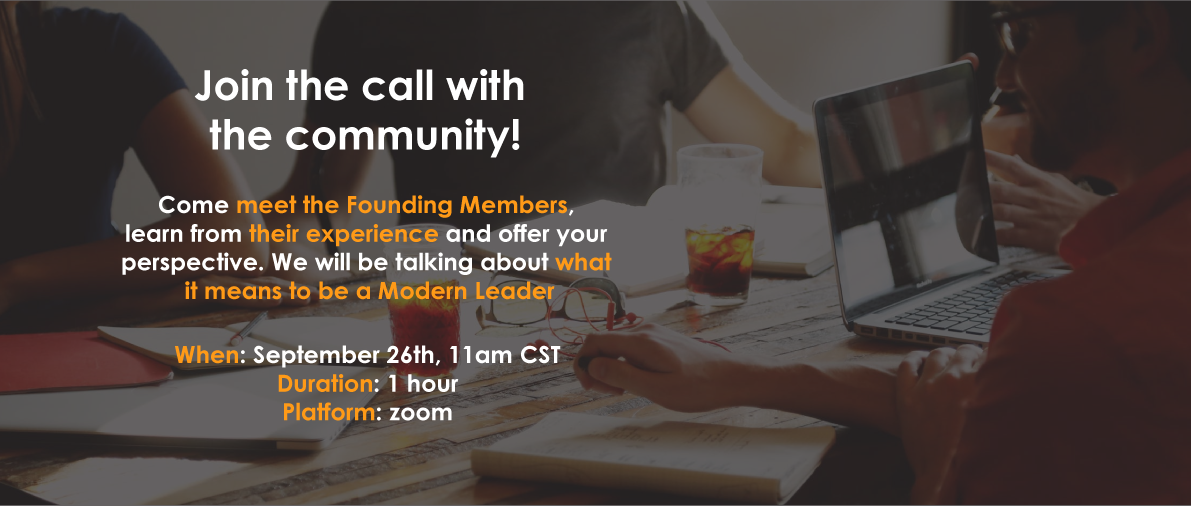 Join the call with
the community!
Come meet the Founding Members,
learn from their experience and offer your
perspective. We will be talking about what
it means to be a Modern Leader
When: September 26th, 11am CST
Duration: 1 hour
Platform: zoom